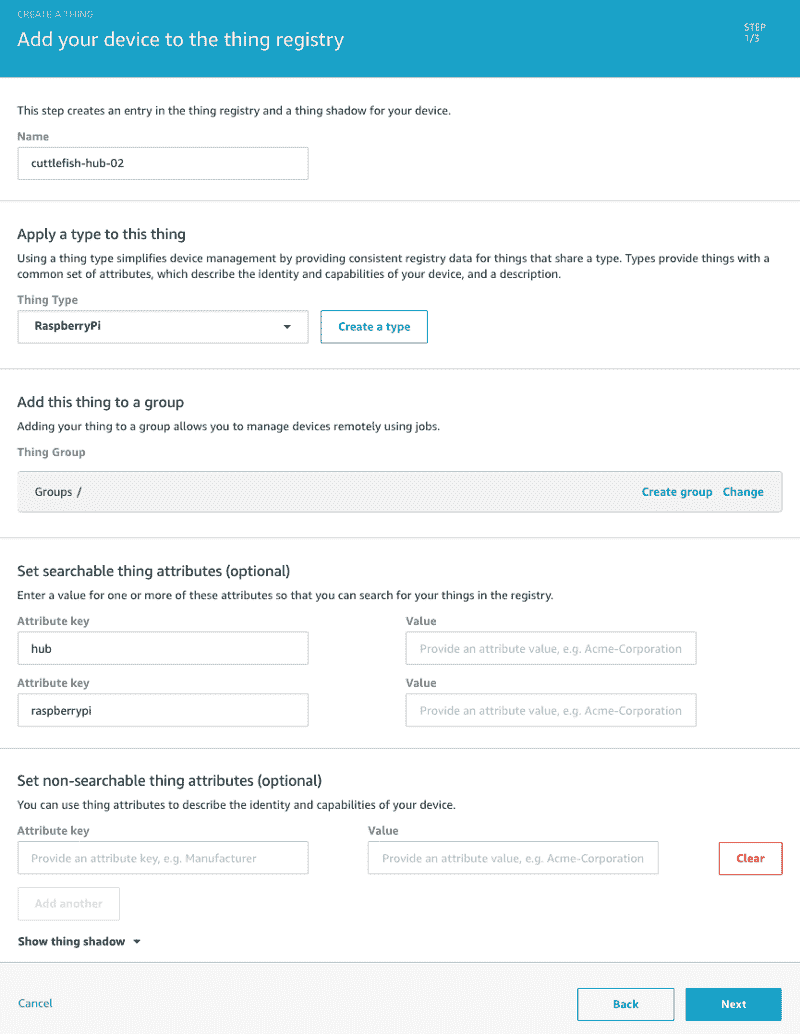 CREATE A THING
Add your device to the thing registry
STEP
1/3
This step creates an entry in the thing registry and a thing shadow for your device.
Name
cuttlefish-hub-02
Apply a type to this thing
Using a thing type simplifies device management by providing consistent registry data for things that share a type. Types provide things with a
common set of attributes, which describe the identity and capabilities of your device, and a description.
Thing Type
RaspberryPi
Create a type
Add this thing to a group
Adding your thing to a group allows you to manage devices remotely using jobs.
Thing Group
Groups /
Create group Change
Set searchable thing attributes (optional)
Enter a value for one or more of these attributes so that you can search for your things in the registry.
Attribute key
Value
hub
Provide an attribute value, e.g. Acme-Corporation
Attribute key
Value
raspberrypi
Provide an attribute value, e.g. Acme-Corporation
Set non-searchable thing attributes (optional)
You can use thing attributes to describe the identity and capabilities of your device.
Attribute key
Value
Provide an attribute key, e.g. Manufacturer
Provide an attribute value, e.g. Acme-Corporation
Clear
Add another
Show thing shadow
Cancel
Back
Next